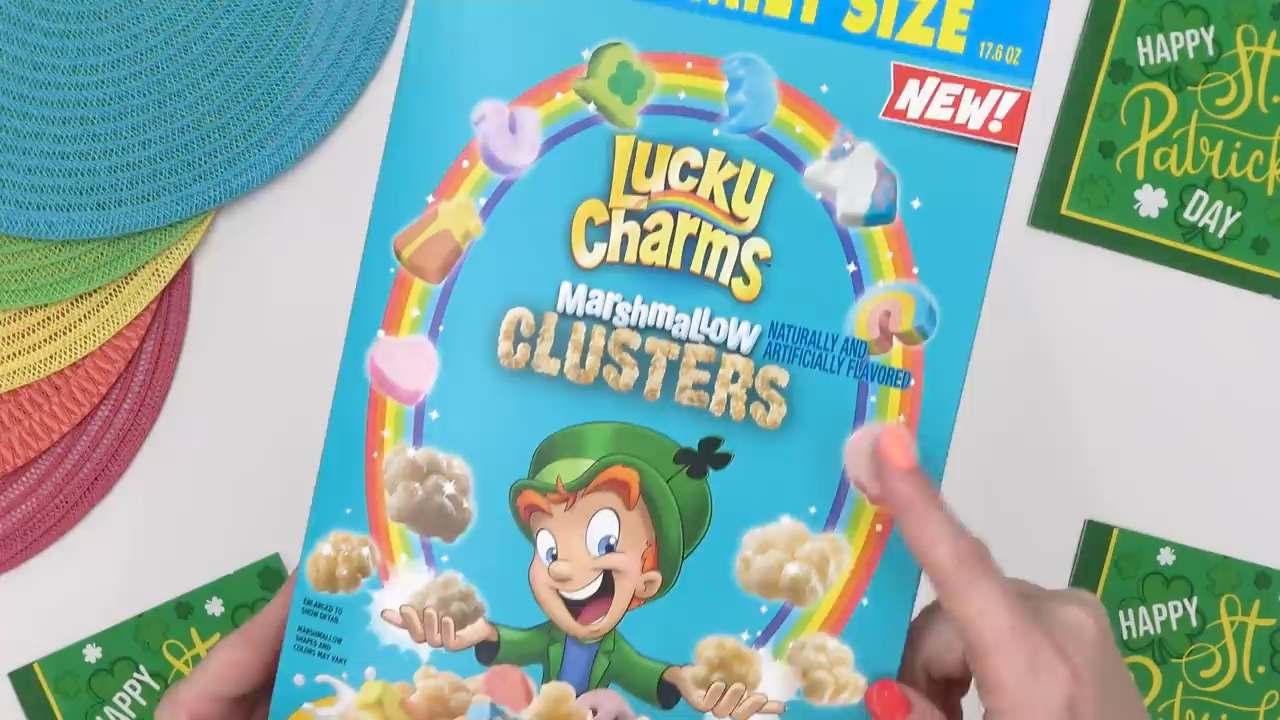 SIZE
17.6 OZ
NEW!
Lucky
Charms
Marshmallow
CLUSTERS
NATURALLY AND
ARTIFICIALLY FLAVORED
ENLARGED TO
SHOW DETAIL
MARSHMALLOW
SHAPES AND
COLORS MAY VARY
HAPPY
St.
Patrick
DAY
HAPPY
St.
HAPPY
St.